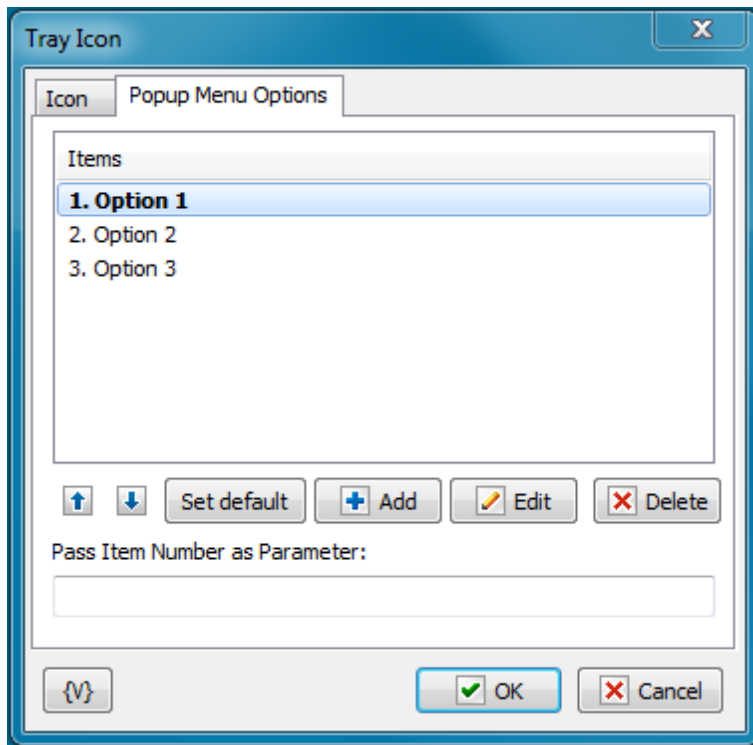 Tray Icon
Icon Popup Menu Options
Items
1. Option 1
2. Option 2
3. Option 3
Set default Add Edit Delete
Pass Item Number as Parameter:
{V} OK Cancel